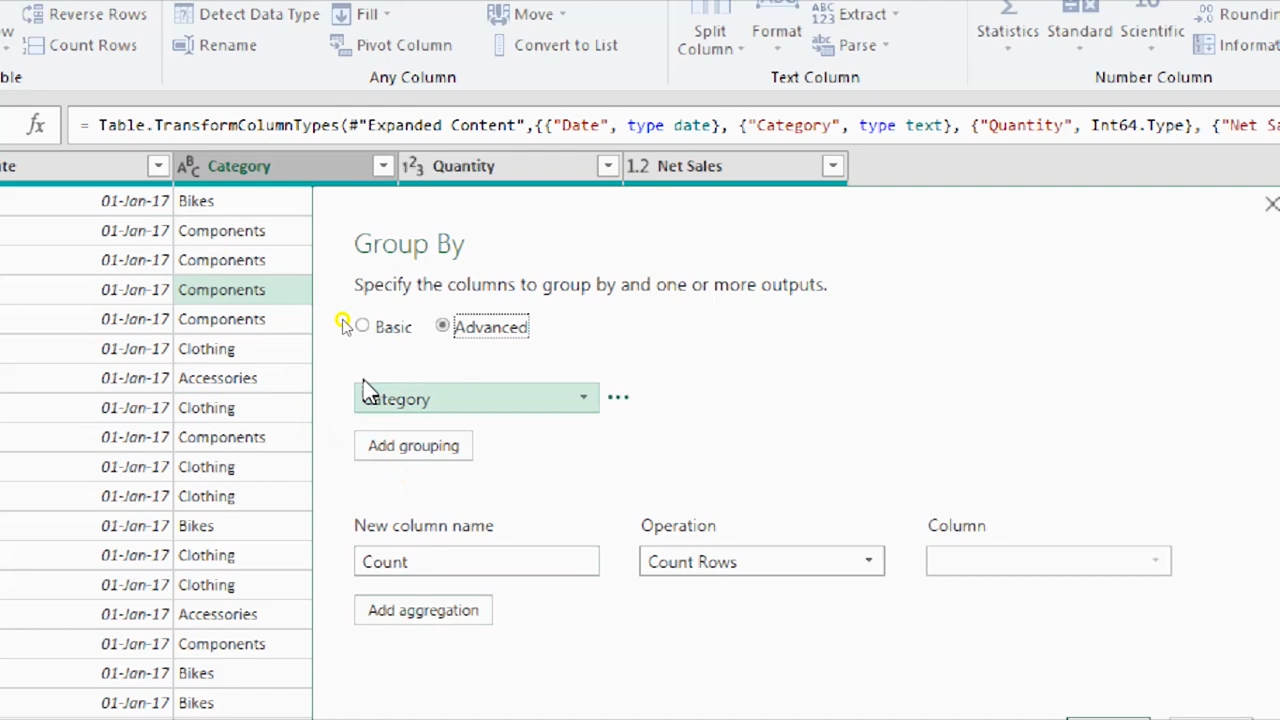 Reverse Rows Detect Data Type Fill Move Split Column Format Extract Statistics Standard Scientific
Count Rows Rename Pivot Column Convert to List Parse
Any Column Text Column Number Column
fx = Table.TransformColumnTypes(#"Expanded Content",{{"Date", type date}, {"Category", type text}, {"Quantity", Int64.Type}, {"Net
ABC Category 123 Quantity 1.2 Net Sales
01-Jan-17 Bikes
01-Jan-17 Components
01-Jan-17 Components
01-Jan-17 Components
01-Jan-17 Components
01-Jan-17 Clothing
01-Jan-17 Accessories
01-Jan-17 Clothing
01-Jan-17 Components
01-Jan-17 Clothing
01-Jan-17 Clothing
01-Jan-17 Bikes
01-Jan-17 Clothing
01-Jan-17 Clothing
01-Jan-17 Accessories
01-Jan-17 Components
01-Jan-17 Bikes
01-Jan-17 Bikes
Group By
Specify the columns to group by and one or more outputs.
Basic Advanced
Category
Add grouping
New column name Operation Column
Count Count Rows
Add aggregation